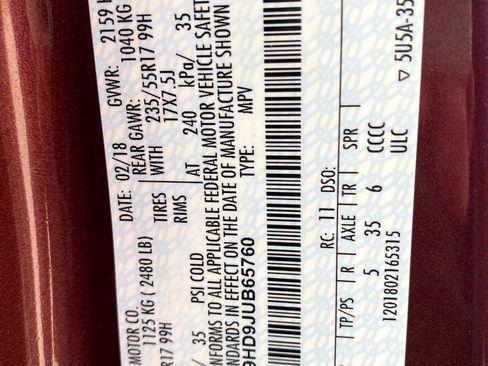 MOTOR CO. DATE: 02/18 GVWR: 2159
1125 KG ( 2480 LB) REAR GAWR: 1040 KG
R17 99H TIRES WITH 235/55R17 99H
RIMS 17X7.5J
/ 35 PSI COLD AT 240 kPa/ 35
NFORMS TO ALL APPLICABLE FEDERAL MOTOR VEHICLE SAFET
TANDARDS IN EFFECT ON THE DATE OF MANUFACTURE SHOWN
9HD9JUB65760 TYPE: MPV
RC: 11 DSO:
TP/PS R AXLE TR SPR
5 35 6 CCCC
1201802165315 ULC
▽ 5U5A-35